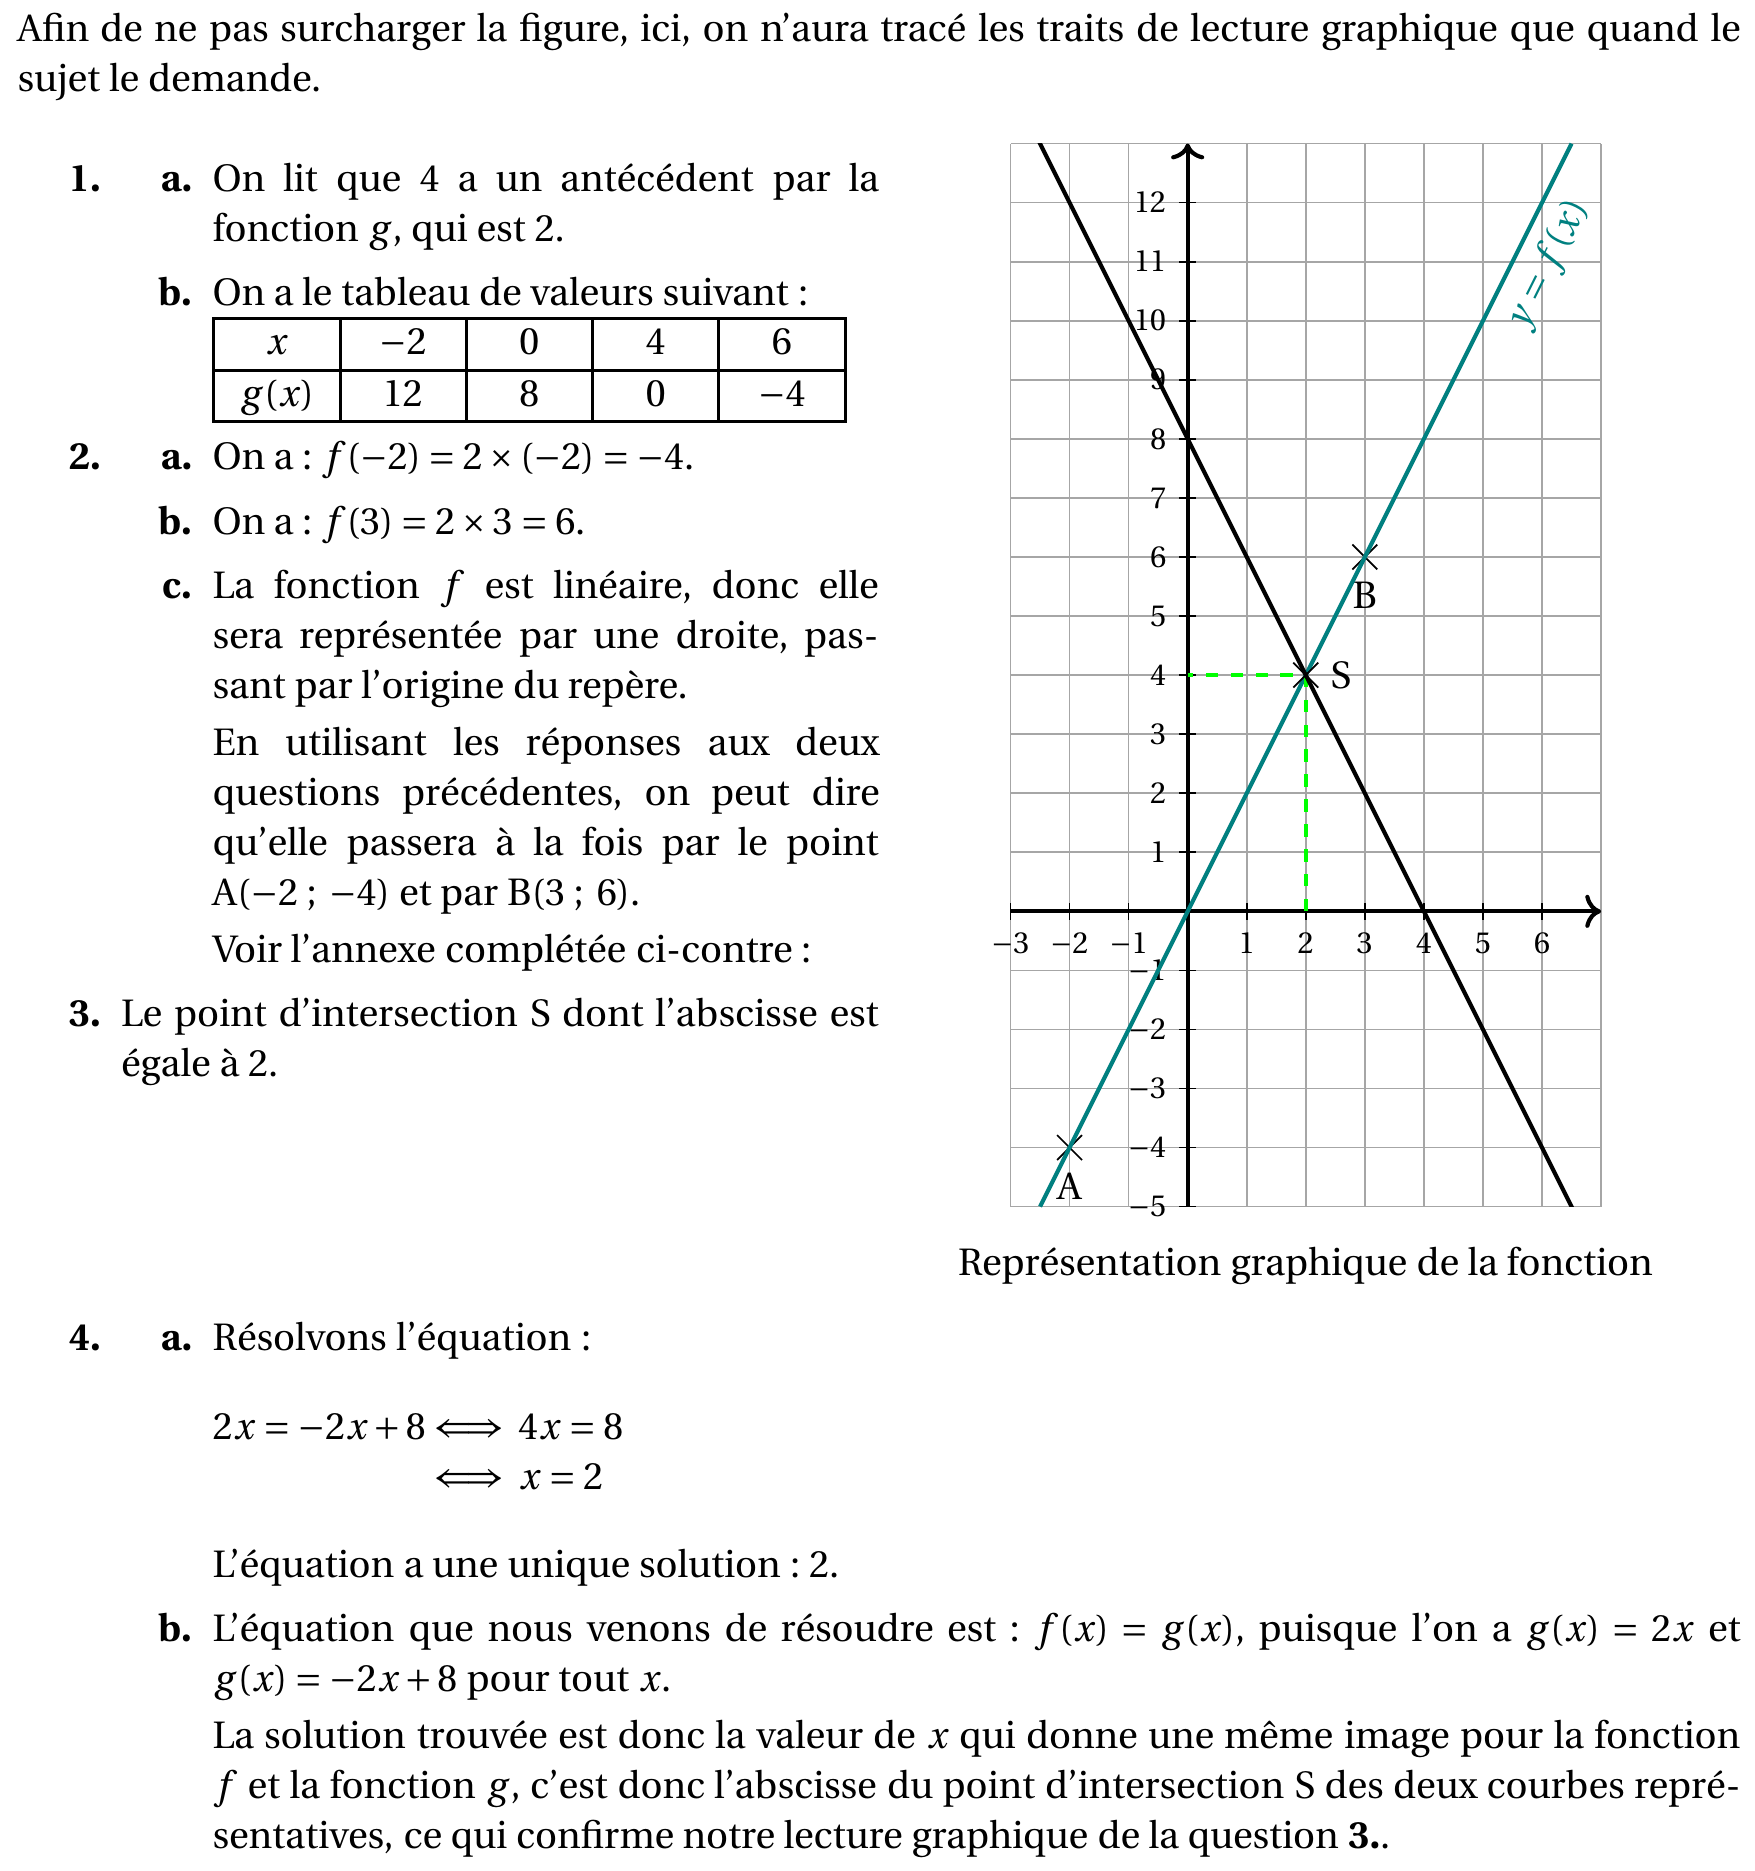 Afin de ne pas surcharger la figure, ici, on n'aura tracé les traits de lecture graphique que quand le
sujet le demande.
1. a. On lit que 4 a un antécédent par la
fonction g, qui est 2.
b. On a le tableau de valeurs suivant :
x −2 0 4 6
g(x) 12 8 0 −4
2. a. On a : f(−2) = 2 × (−2) = −4.
b. On a : f(3) = 2 × 3 = 6.
c. La fonction f est linéaire, donc elle
sera représentée par une droite, pas-
sant par l'origine du repère.
En utilisant les réponses aux deux
questions précédentes, on peut dire
qu'elle passera à la fois par le point
A(−2 ; −4) et par B(3 ; 6).
Voir l'annexe complétée ci-contre :
3. Le point d'intersection S dont l'abscisse est
égale à 2.
12
11
10
9
8
7
6
5
4
3
2
1
−3 −2 −1 1 2 3 4 5 6
−1
−2
−3
−4
−5
y = f(x)
B
S
A
Représentation graphique de la fonction
4. a. Résolvons l'équation :
2x = −2x + 8 ⟺ 4x = 8
⟺ x = 2
L'équation a une unique solution : 2.
b. L'équation que nous venons de résoudre est : f(x) = g(x), puisque l'on a g(x) = 2x et
g(x) = −2x + 8 pour tout x.
La solution trouvée est donc la valeur de x qui donne une même image pour la fonction
f et la fonction g, c'est donc l'abscisse du point d'intersection S des deux courbes repré-
sentatives, ce qui confirme notre lecture graphique de la question 3..